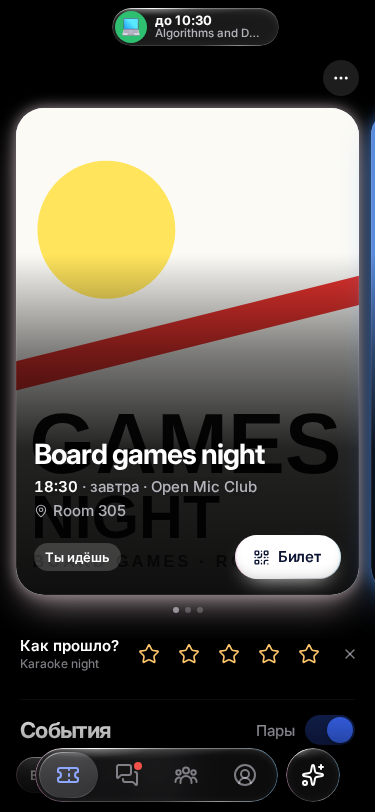 до 10:30
Algorithms and D...
GAMES
Board games night
18:30 · завтра · Open Mic Club
NIGHT
Room 305
Ты идёшь
GAMES · R
Билет
Как прошло?
Karaoke night
События
Пары